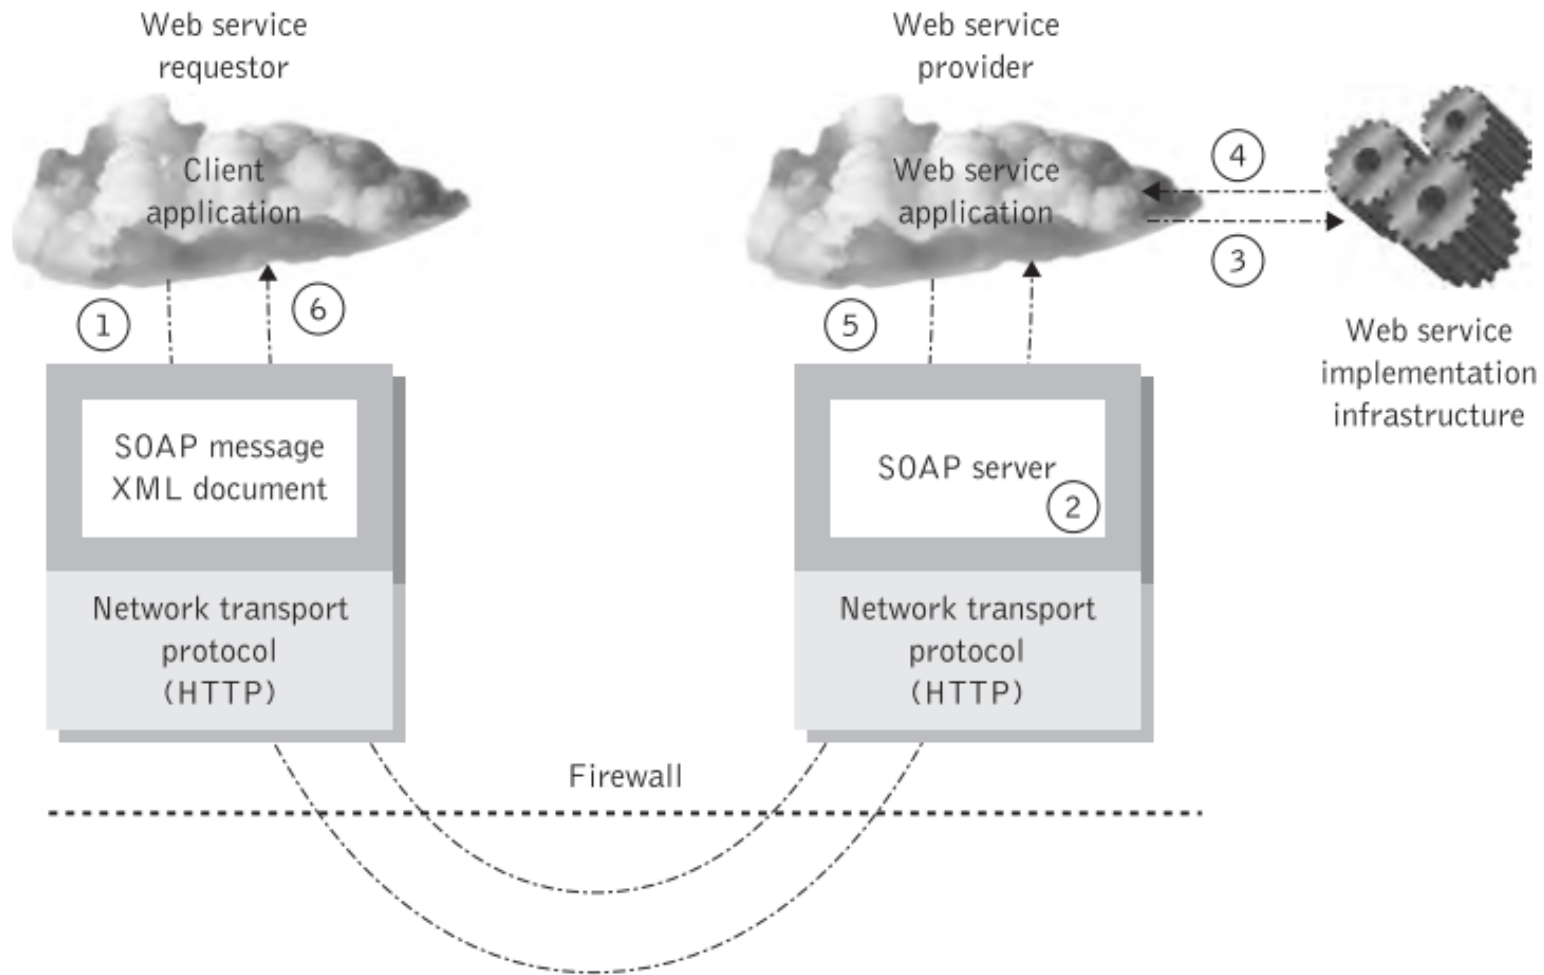 Web service
requestor
Web service
provider
Client
application
Web service
application
4
3
1
6
5
Web service
implementation
infrastructure
SOAP message
XML document
SOAP server
2
Network transport
protocol
(HTTP)
Network transport
protocol
(HTTP)
Firewall